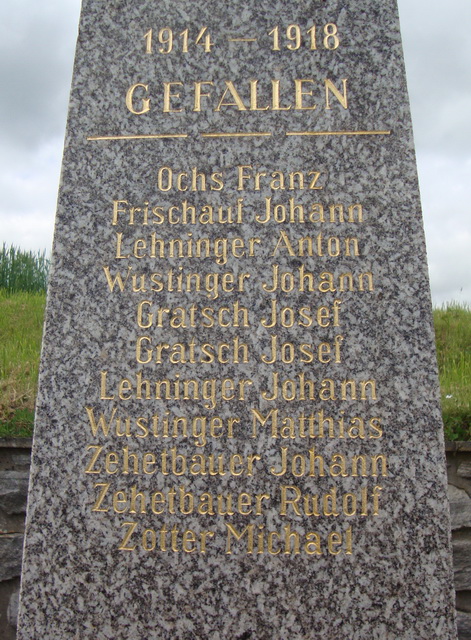 1914 — 1918
GEFALLEN
Ochs Franz
Frischauf Johann
Lehninger Anton
Wustinger Johann
Gratsch Josef
Gratsch Josef
Lehninger Johann
Wustinger Matthias
Zehetbauer Johann
Zehetbauer Rudolf
Zotter Michael